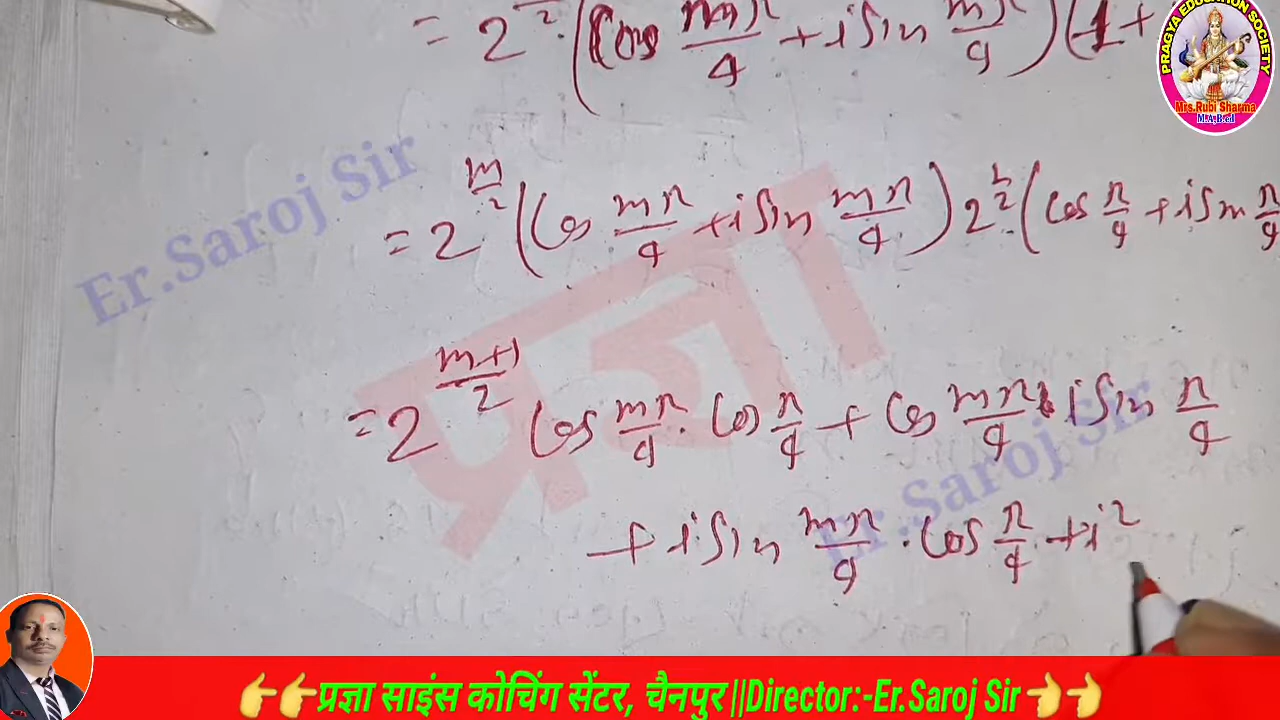 = 2^(m/2) (Cos mπ/4 + i Sin mπ/4) (1 +
PRAGYA EDUCATION SOCIETY
Mrs.Rubi Sharma
M.A,B.ed
= 2^(m/2) (Cos mπ/4 + i Sin mπ/4) 2^(1/2) (Cos π/4 + i Sin π/4
Er.Saroj Sir
प्रज्ञा
= 2^((m+1)/2) Cos mπ/4 . Cos π/4 + Cos mπ/4 . i Sin π/4
Er.Saroj Sir
+ i Sin mπ/4 . Cos π/4 + i²
👉👉प्रज्ञा साइंस कोचिंग सेंटर, चैनपुर ||Director:-Er.Saroj Sir👈👈